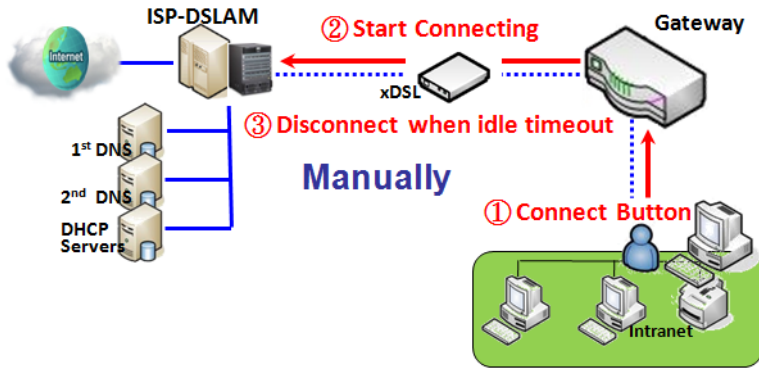 ISP-DSLAM
② Start Connecting
Gateway
Internet
xDSL
③ Disconnect when idle timeout
1st DNS
Manually
2nd DNS
① Connect Button
DHCP
Servers
Intranet